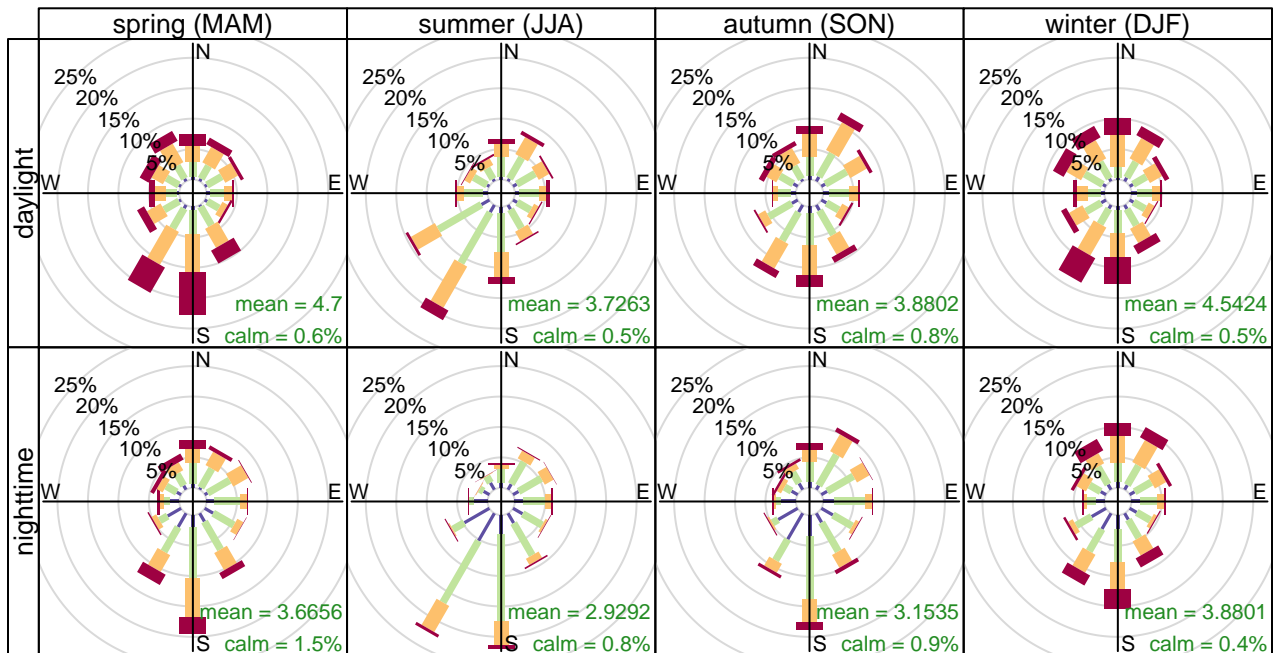 spring (MAM)
summer (JJA)
autumn (SON)
winter (DJF)
daylight
N
25%
20%
15%
10%
5%
W
E
mean = 4.7
S
calm = 0.6%
N
25%
20%
15%
10%
5%
W
E
mean = 3.7263
S
calm = 0.5%
N
25%
20%
15%
10%
5%
W
E
mean = 3.8802
S
calm = 0.8%
N
25%
20%
15%
10%
5%
W
E
mean = 4.5424
S
calm = 0.5%
nighttime
N
25%
20%
15%
10%
5%
W
E
mean = 3.6656
S
calm = 1.5%
N
25%
20%
15%
10%
5%
W
E
mean = 2.9292
S
calm = 0.8%
N
25%
20%
15%
10%
5%
W
E
mean = 3.1535
S
calm = 0.9%
N
25%
20%
15%
10%
5%
W
E
mean = 3.8801
S
calm = 0.4%